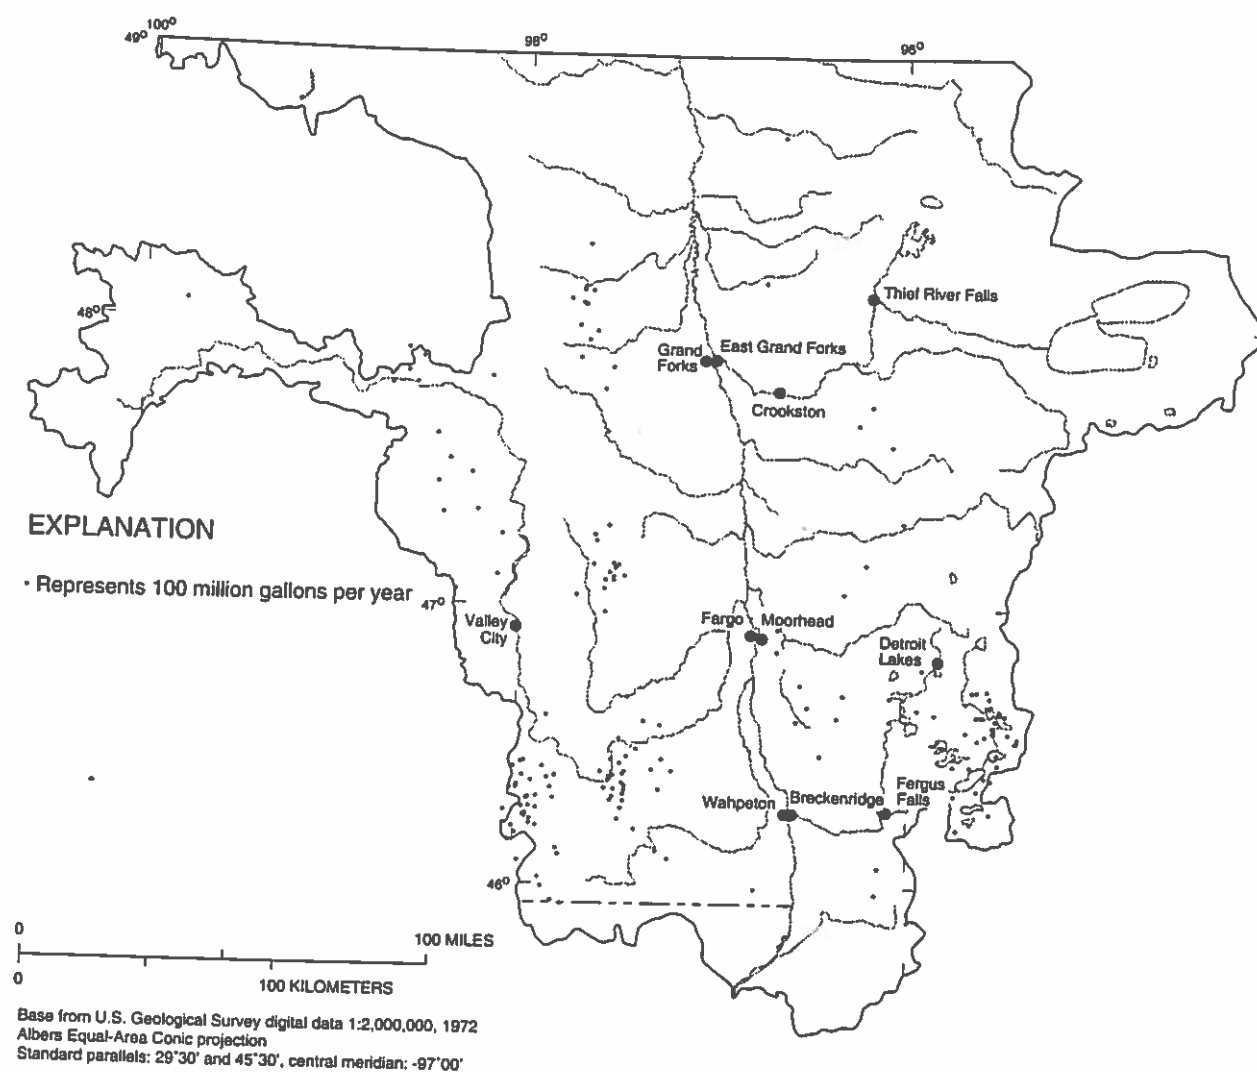 49° 100°
98°
96°
48°
Thief River Falls
Grand
Forks
East Grand Forks
Crookston
EXPLANATION
• Represents 100 million gallons per year
47°
Valley
City
Fargo
Moorhead
Detroit
Lakes
Wahpeton
Breckenridge
Fergus
Falls
46°
0
100 MILES
0
100 KILOMETERS
Base from U.S. Geological Survey digital data 1:2,000,000, 1972
Albers Equal-Area Conic projection
Standard parallels: 29°30' and 45°30', central meridian: -97°00'